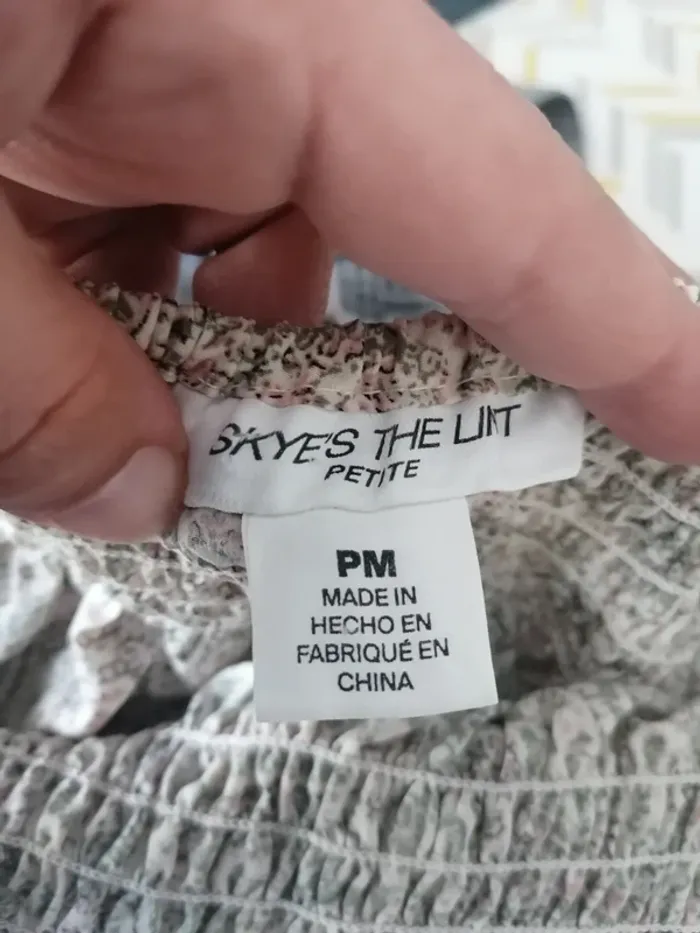 SKYE'S THE LIMIT
PETITE
PM
MADE IN
HECHO EN
FABRIQUÉ EN
CHINA